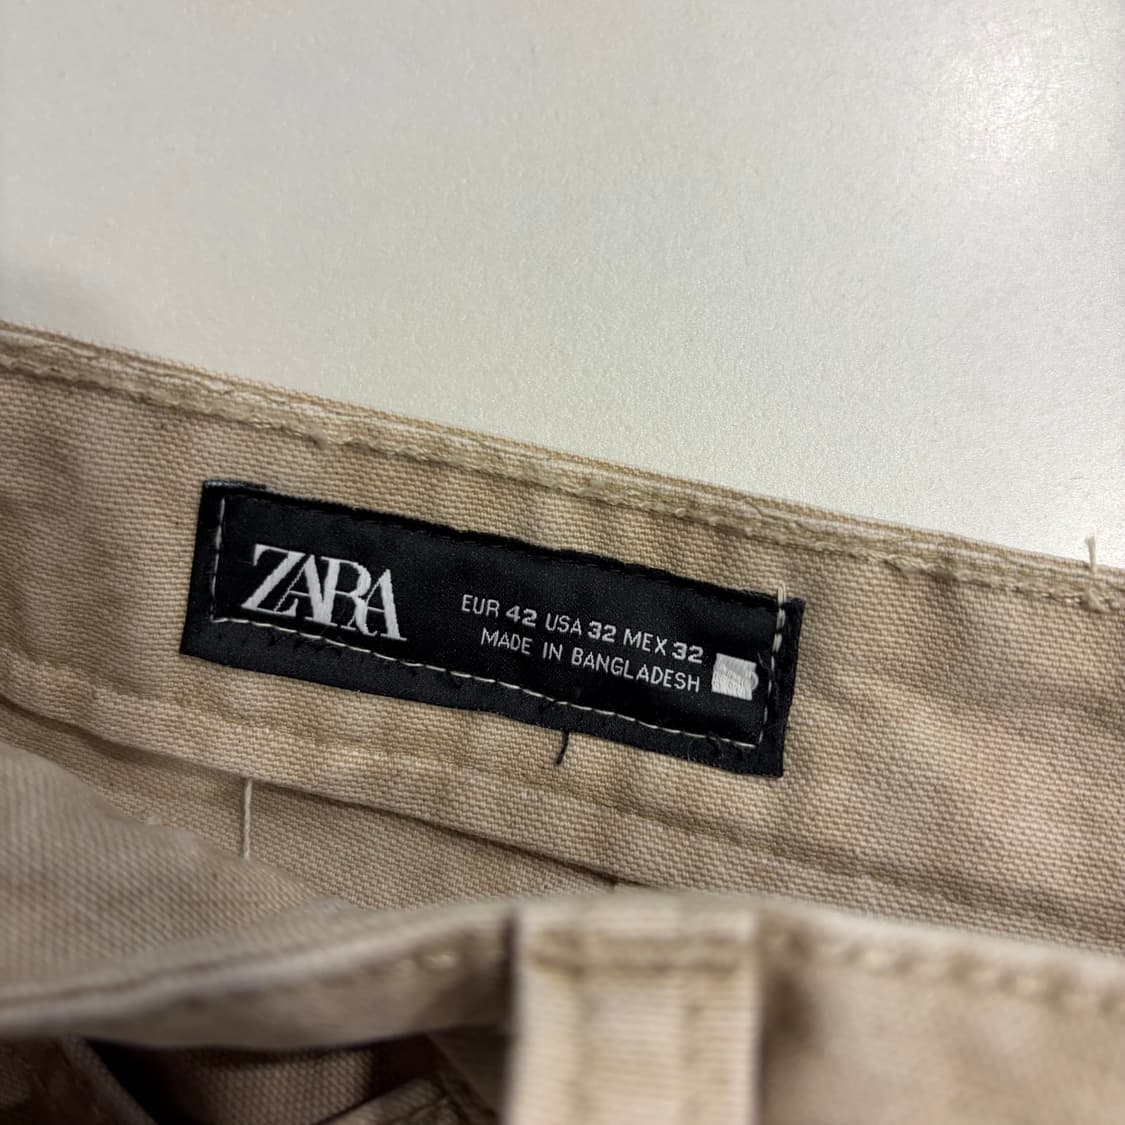 ZARA
EUR 42 USA 32 MEX 32
MADE IN BANGLADESH